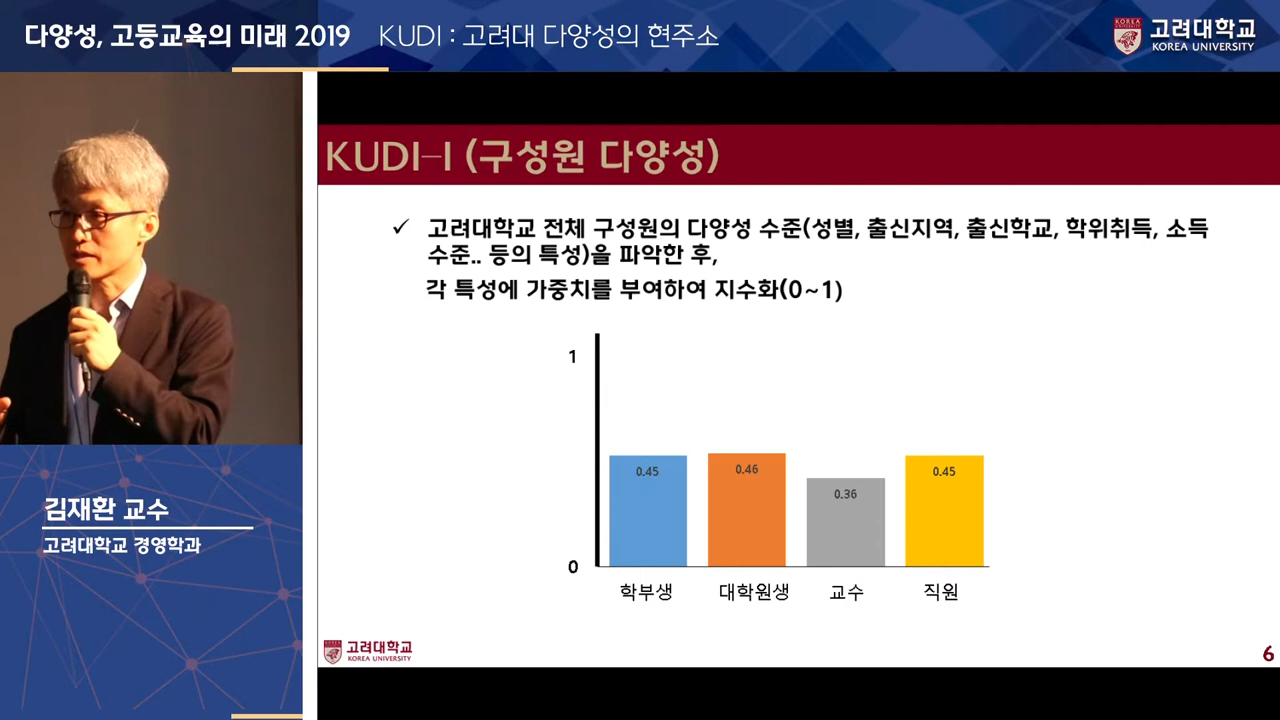 다양성, 고등교육의 미래 2019 KUDI : 고려대 다양성의 현주소
KOREA
고려대학교
KOREA UNIVERSITY
KUDI-I (구성원 다양성)
✓ 고려대학교 전체 구성원의 다양성 수준(성별, 출신지역, 출신학교, 학위취득, 소득
수준.. 등의 특성)을 파악한 후,
각 특성에 가중치를 부여하여 지수화(0~1)
1
0.45 0.46 0.36 0.45
0
학부생 대학원생 교수 직원
김재환 교수
고려대학교 경영학과
고려대학교
KOREA UNIVERSITY
6